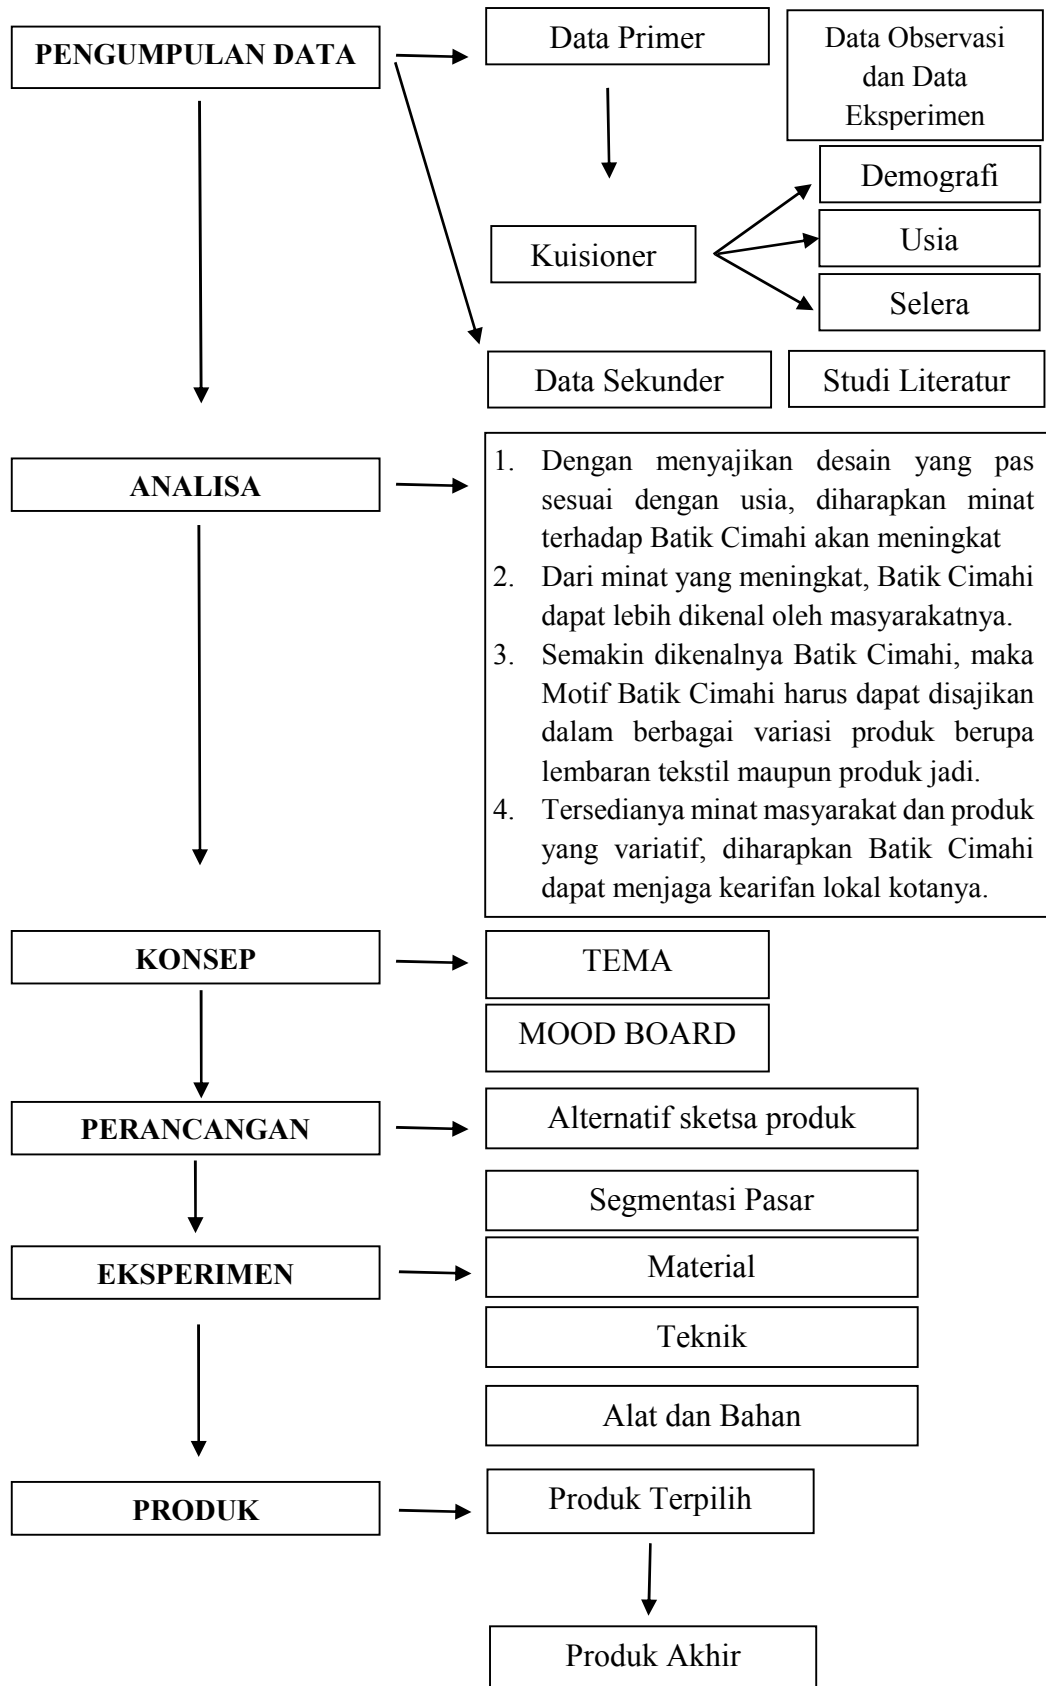 PENGUMPULAN DATA
Data Primer
Data Observasi
dan Data
Eksperimen
Kuisioner
Demografi
Usia
Selera
Data Sekunder
Studi Literatur
ANALISA
1. Dengan menyajikan desain yang pas
sesuai dengan usia, diharapkan minat
terhadap Batik Cimahi akan meningkat
2. Dari minat yang meningkat, Batik Cimahi
dapat lebih dikenal oleh masyarakatnya.
3. Semakin dikenalnya Batik Cimahi, maka
Motif Batik Cimahi harus dapat disajikan
dalam berbagai variasi produk berupa
lembaran tekstil maupun produk jadi.
4. Tersedianya minat masyarakat dan produk
yang variatif, diharapkan Batik Cimahi
dapat menjaga kearifan lokal kotanya.
KONSEP
TEMA
MOOD BOARD
PERANCANGAN
Alternatif sketsa produk
Segmentasi Pasar
EKSPERIMEN
Material
Teknik
Alat dan Bahan
PRODUK
Produk Terpilih
Produk Akhir